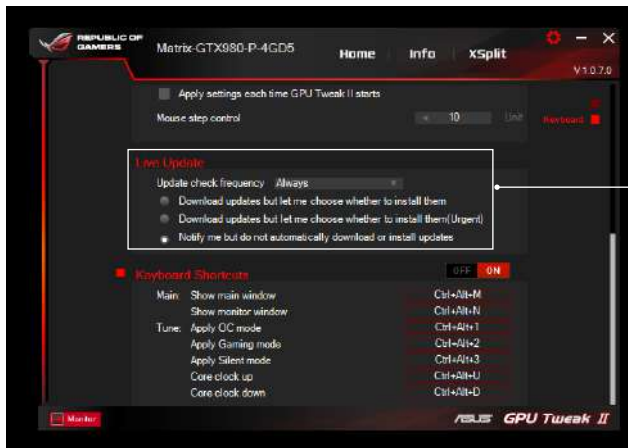 REPUBLIC OF
GAMERS
Matrix-GTX980-P-4GD5
Home
Info
XSplit
V1.0.7.0
Apply settings each time GPU Tweak II starts
Mouse step control
10
Unit
Keyboard
Live Update
Update check frequency Always
Download updates but let me choose whether to install them
Download updates but let me choose whether to install them(Urgent)
Notify me but do not automatically download or install updates
Keyboard Shortcuts
OFF ON
Main: Show main window Ctrl+Alt+M
Show monitor window Ctrl+Alt+N
Tune: Apply OC mode Ctrl+Alt+1
Apply Gaming mode Ctrl+Alt+2
Apply Silent mode Ctrl+Alt+3
Core clock up Ctrl+Alt+U
Core clock down Ctrl+Alt+D
Monitor
ASUS GPU Tweak II